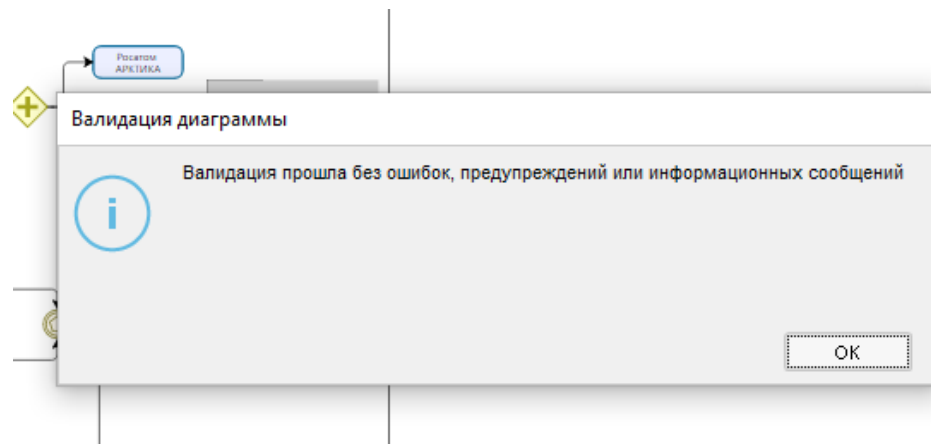 Росатом
АРКТИКА
Валидация диаграммы
Валидация прошла без ошибок, предупреждений или информационных сообщений
OK